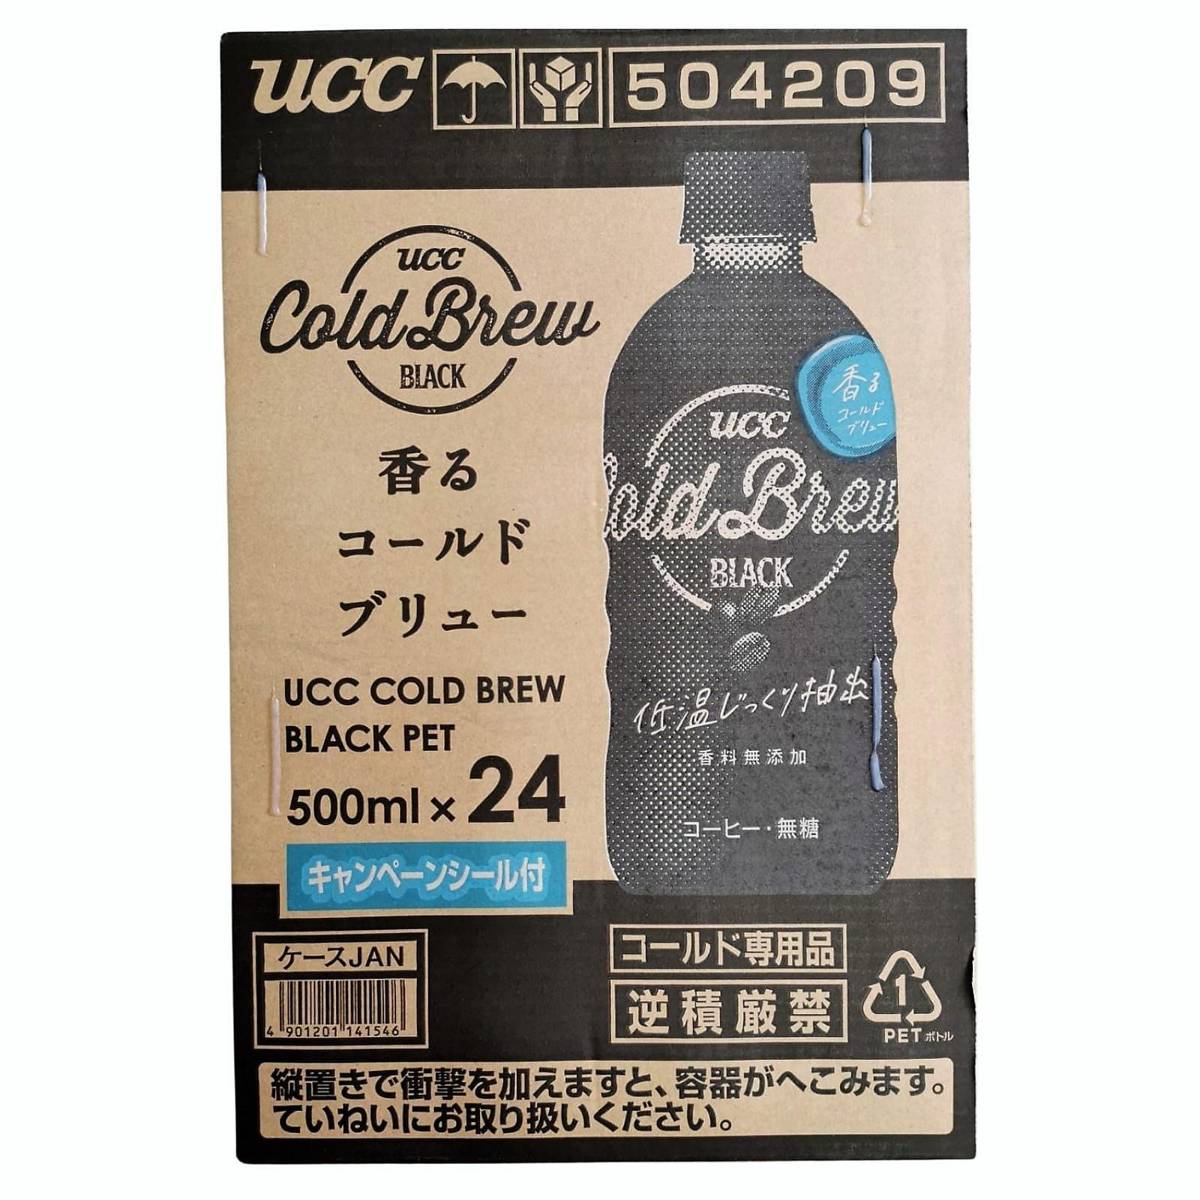 UCC
504209
UCC
Cold Brew
BLACK
香る
コールド
ブリュー
UCC COLD BREW
BLACK PET
500ml × 24
キャンペーンシール付
香る
コールド
ブリュー
UCC
Cold Brew
BLACK
低温じっくり抽出
香料無添加
コーヒー・無糖
ケースJAN
4 901201 141546
コールド専用品
逆積厳禁
1
PETボトル
縦置きで衝撃を加えますと、容器がへこみます。
ていねいにお取り扱いください。